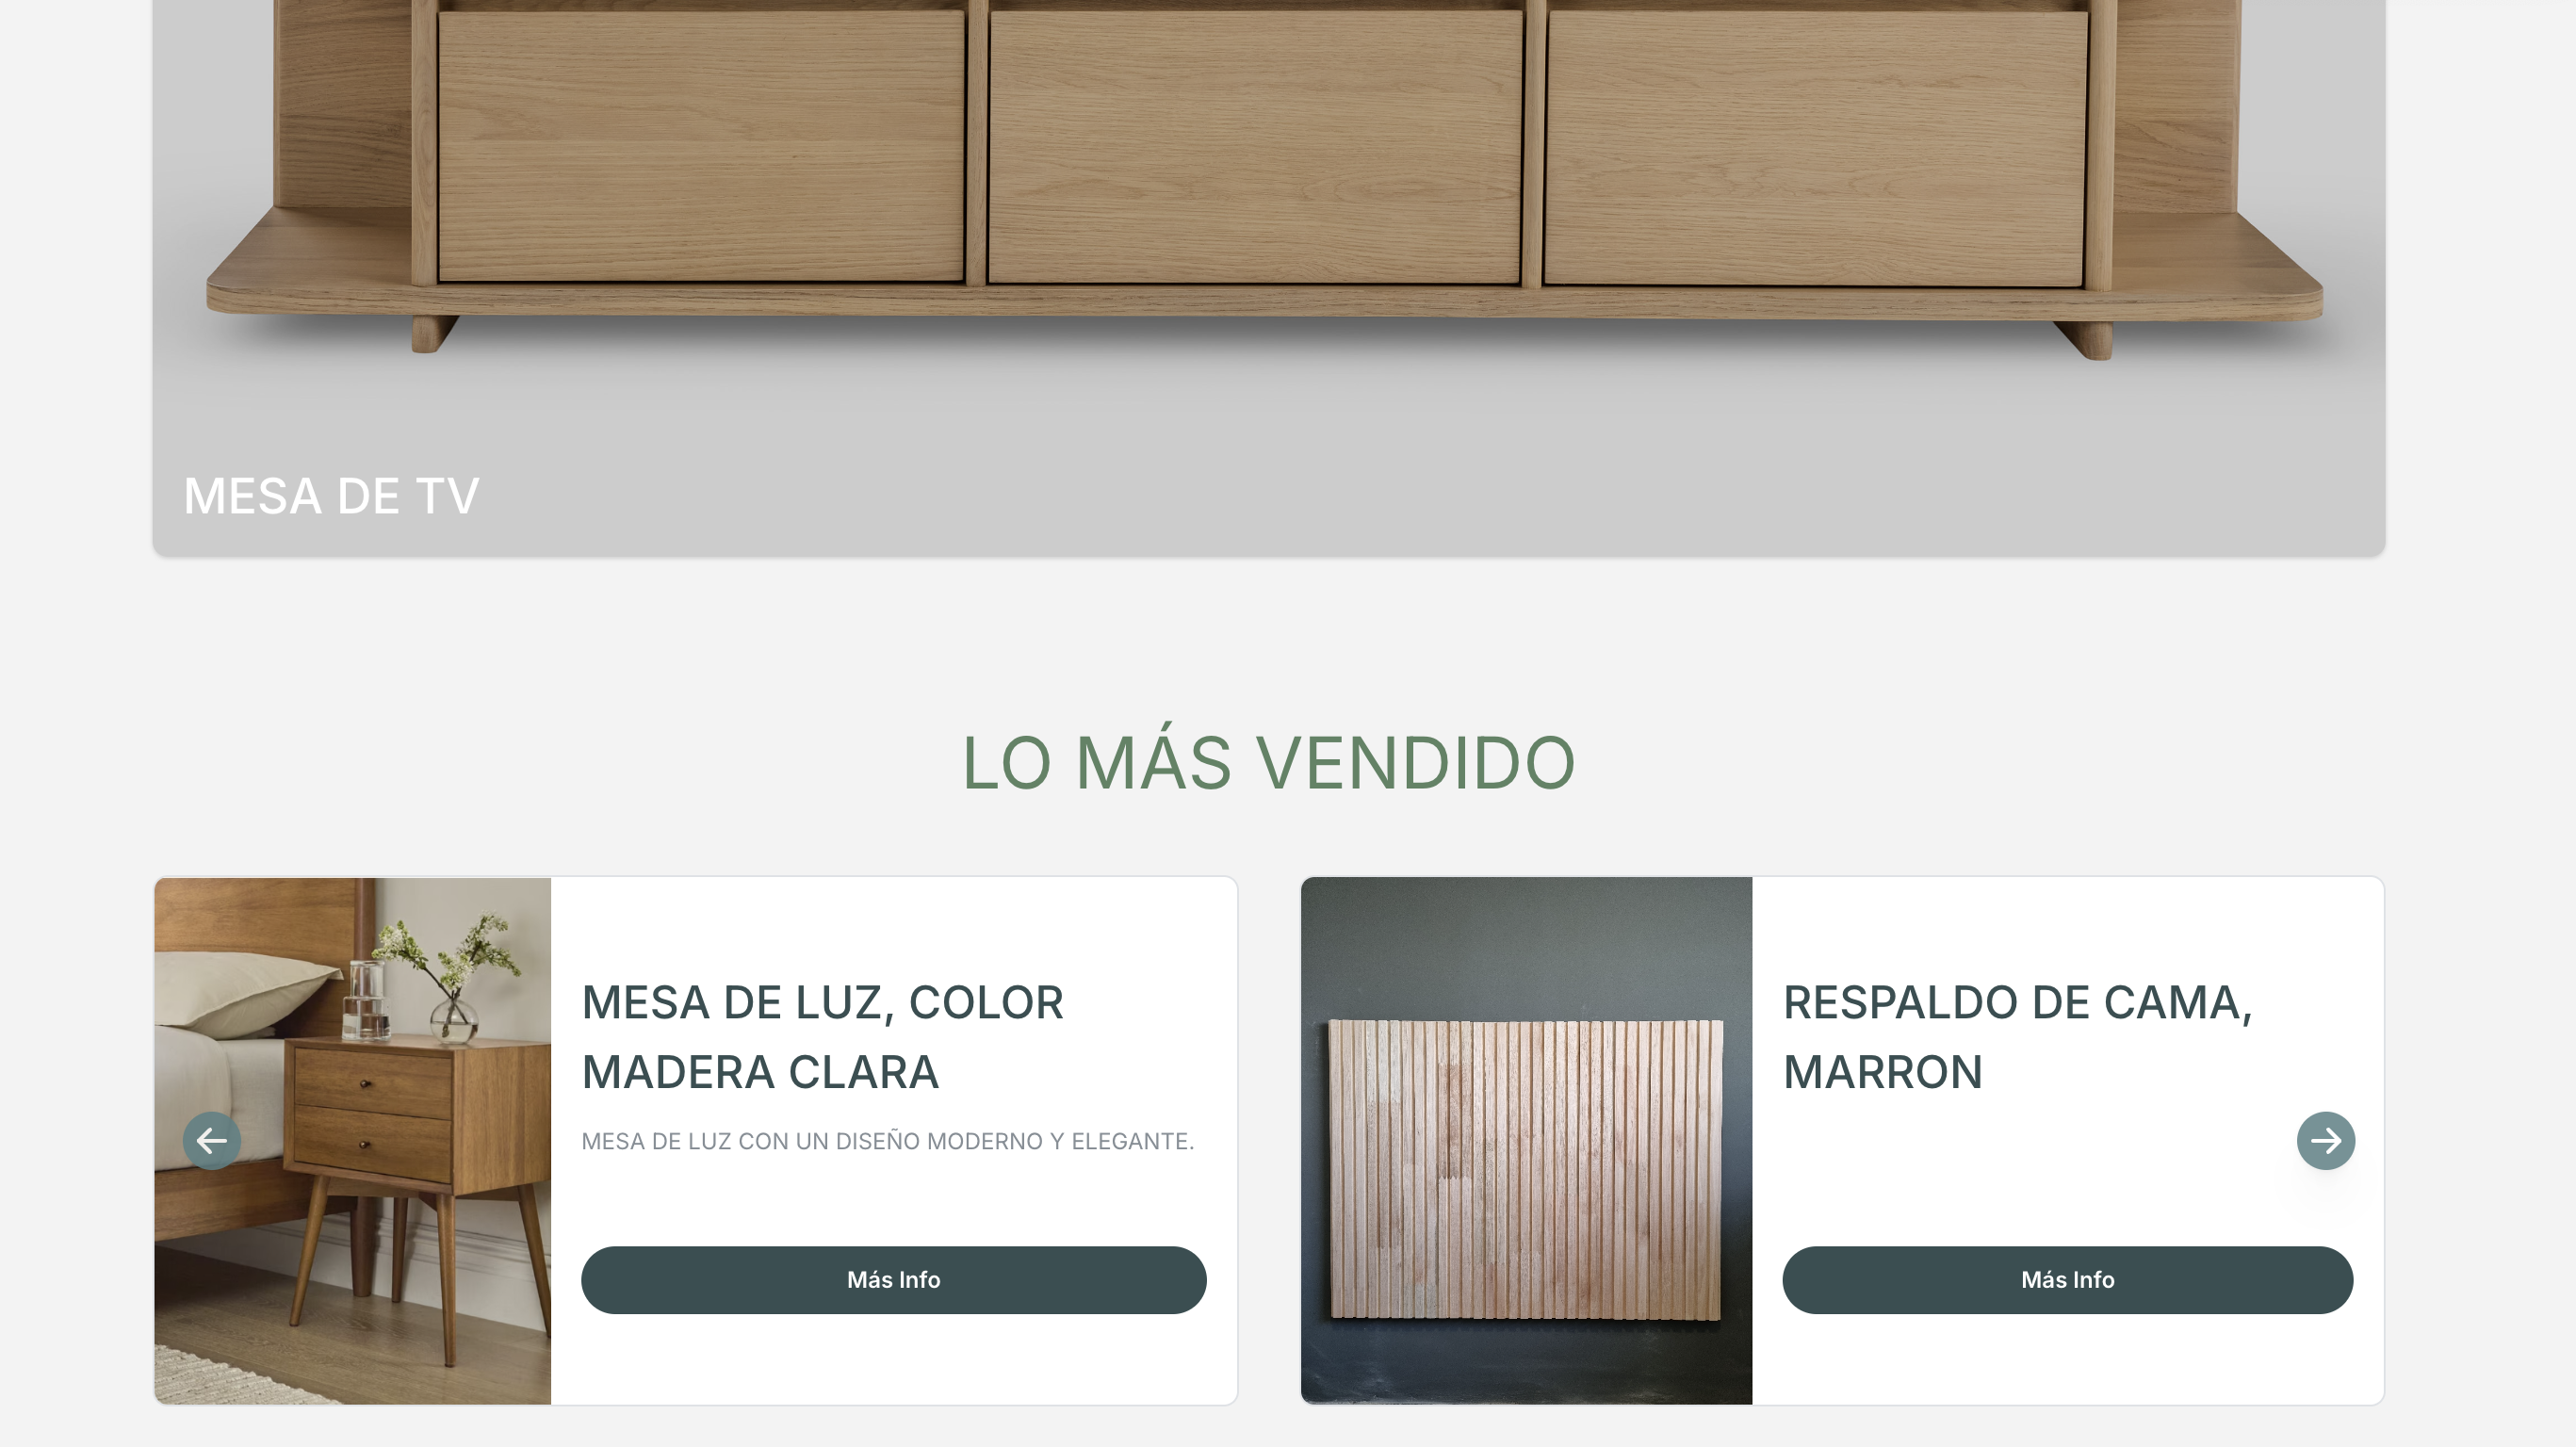 MESA DE TV
LO MÁS VENDIDO
MESA DE LUZ, COLOR
MADERA CLARA
MESA DE LUZ CON UN DISEÑO MODERNO Y ELEGANTE.
Más Info
RESPALDO DE CAMA,
MARRON
Más Info